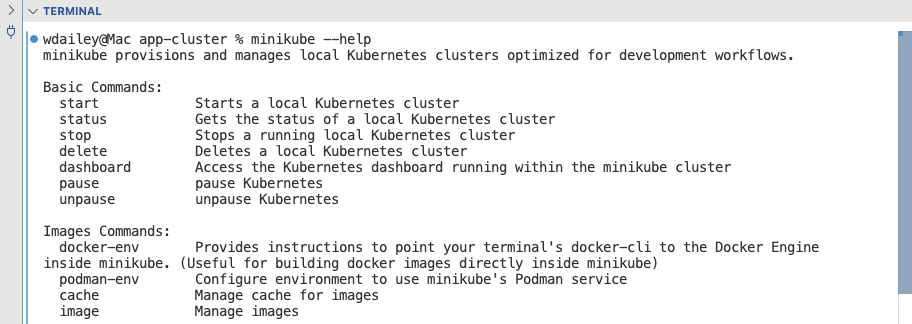 TERMINAL
wdailey@Mac app-cluster % minikube --help
minikube provisions and manages local Kubernetes clusters optimized for development workflows.
Basic Commands:
start Starts a local Kubernetes cluster
status Gets the status of a local Kubernetes cluster
stop Stops a running local Kubernetes cluster
delete Deletes a local Kubernetes cluster
dashboard Access the Kubernetes dashboard running within the minikube cluster
pause pause Kubernetes
unpause unpause Kubernetes
Images Commands:
docker-env Provides instructions to point your terminal's docker-cli to the Docker Engine
inside minikube. (Useful for building docker images directly inside minikube)
podman-env Configure environment to use minikube's Podman service
cache Manage cache for images
image Manage images